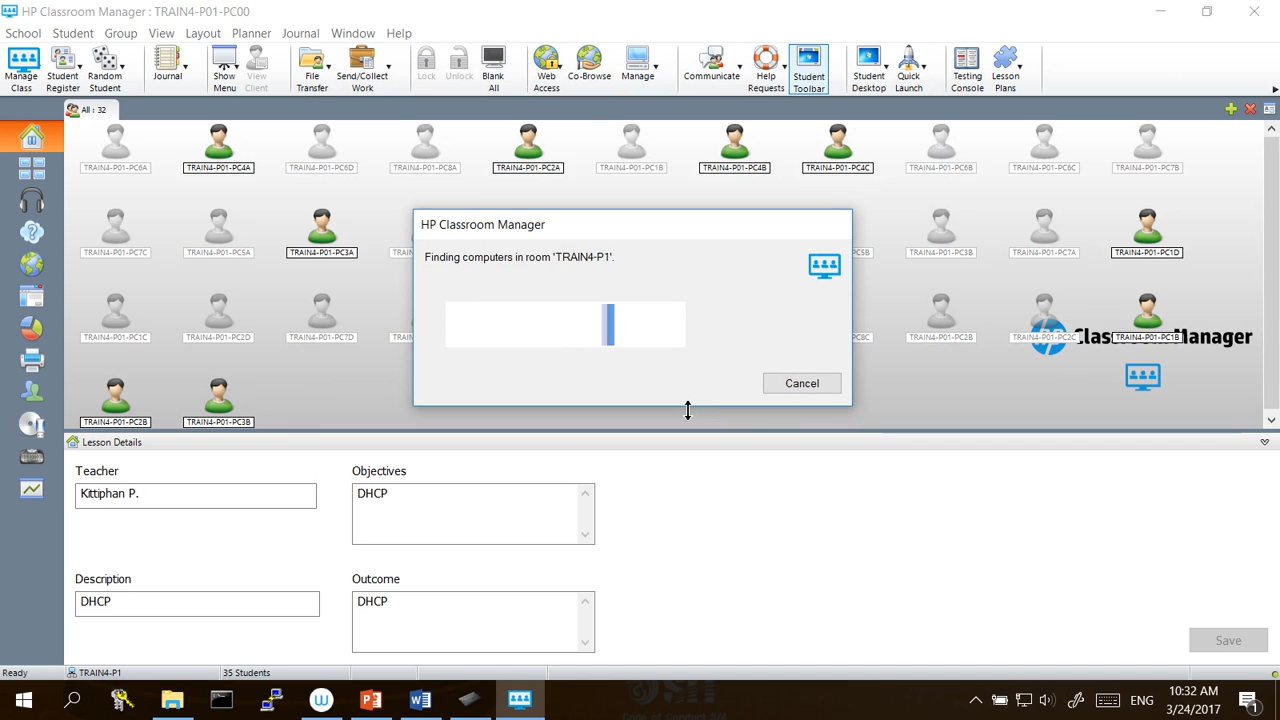 HP Classroom Manager : TRAIN4-P01-PC00
School Student Group View Layout Planner Journal Window Help
Manage Class Student Register Random Student Journal Show Menu View Client File Transfer Send/Collect Work Lock Unlock Blank All Web Access Co-Browse Manage Communicate Help Requests Student Toolbar Student Desktop Quick Launch Testing Console Lesson Plans
All : 32
TRAIN4-P01-PC6A TRAIN4-P01-PC4A TRAIN4-P01-PC6D TRAIN4-P01-PC8A TRAIN4-P01-PC2A TRAIN4-P01-PC1B TRAIN4-P01-PC4B TRAIN4-P01-PC4C TRAIN4-P01-PC6B TRAIN4-P01-PC6C TRAIN4-P01-PC7B
TRAIN4-P01-PC7C TRAIN4-P01-PC5A TRAIN4-P01-PC3A TRAIN4-P01-PC3B TRAIN4-P01-PC7A TRAIN4-P01-PC1D
TRAIN4-P01-PC1C TRAIN4-P01-PC2D TRAIN4-P01-PC7D TRAIN4-P01-PC2B TRAIN4-P01-PC2C TRAIN4-P01-PC1B
TRAIN4-P01-PC2B TRAIN4-P01-PC3B
hp Classroom Manager
HP Classroom Manager
Finding computers in room 'TRAIN4-P1'.
Cancel
Lesson Details
Teacher Objectives
Kittiphan P. DHCP
Description Outcome
DHCP DHCP
Save
Ready TRAIN4-P1 35 Students
ENG 10:32 AM
3/24/2017